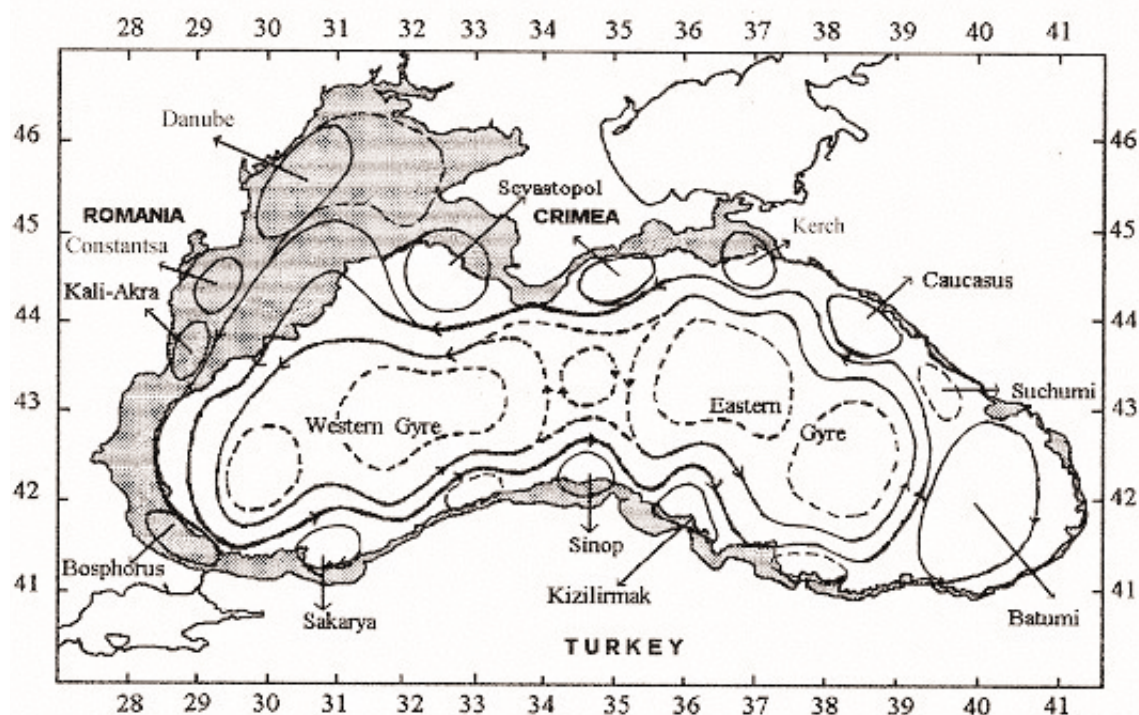 28 29 30 31 32 33 34 35 36 37 38 39 40 41
46 Danube 46
Sevastopol
ROMANIA CRIMEA
45 Constantsa Kerch 45
Kali-Akra Caucasus
44 44
Suchumi
43 Western Gyre Eastern 43
Gyre
42 42
Bosphorus Sinop
41 Kizilirmak 41
Sakarya Batumi
TURKEY
28 29 30 31 32 33 34 35 36 37 38 39 40 41